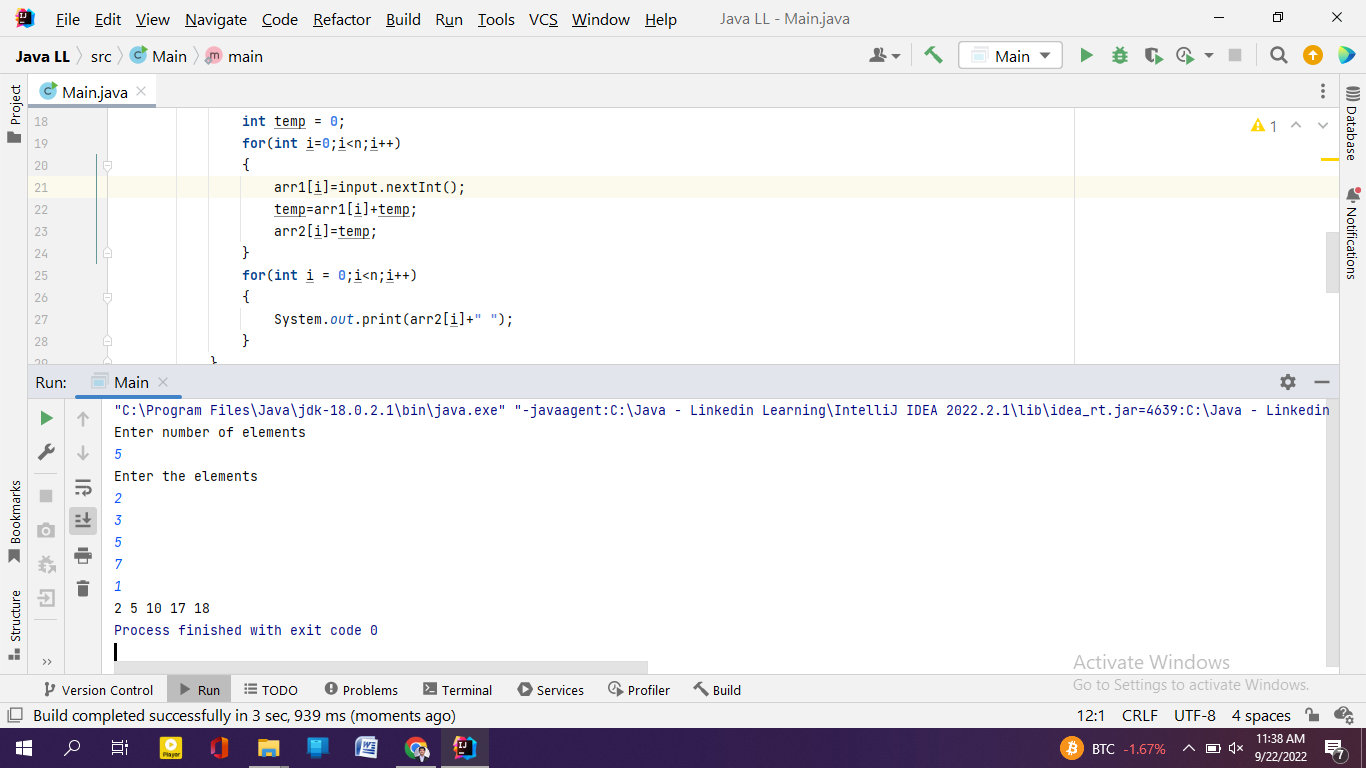 File Edit View Navigate Code Refactor Build Run Tools VCS Window Help Java LL - Main.java
Java LL src Main m main Main
Project
Main.java
18 int temp = 0;
19 for(int i=0;i<n;i++)
20 {
21 arr1[i]=input.nextInt();
22 temp=arr1[i]+temp;
23 arr2[i]=temp;
24 }
25 for(int i = 0;i<n;i++)
26 {
27 System.out.print(arr2[i]+" ");
28 }
29 }
1
Database
Notifications
Run: Main
"C:\Program Files\Java\jdk-18.0.2.1\bin\java.exe" "-javaagent:C:\Java - Linkedin Learning\IntelliJ IDEA 2022.2.1\lib\idea_rt.jar=4639:C:\Java - Linkedin
Enter number of elements
5
Enter the elements
2
3
5
7
1
2 5 10 17 18
Process finished with exit code 0
Bookmarks
Structure
Activate Windows
Go to Settings to activate Windows.
Version Control Run TODO Problems Terminal Services Profiler Build
Build completed successfully in 3 sec, 939 ms (moments ago) 12:1 CRLF UTF-8 4 spaces
Player W BTC -1.67% 11:38 AM
9/22/2022 7